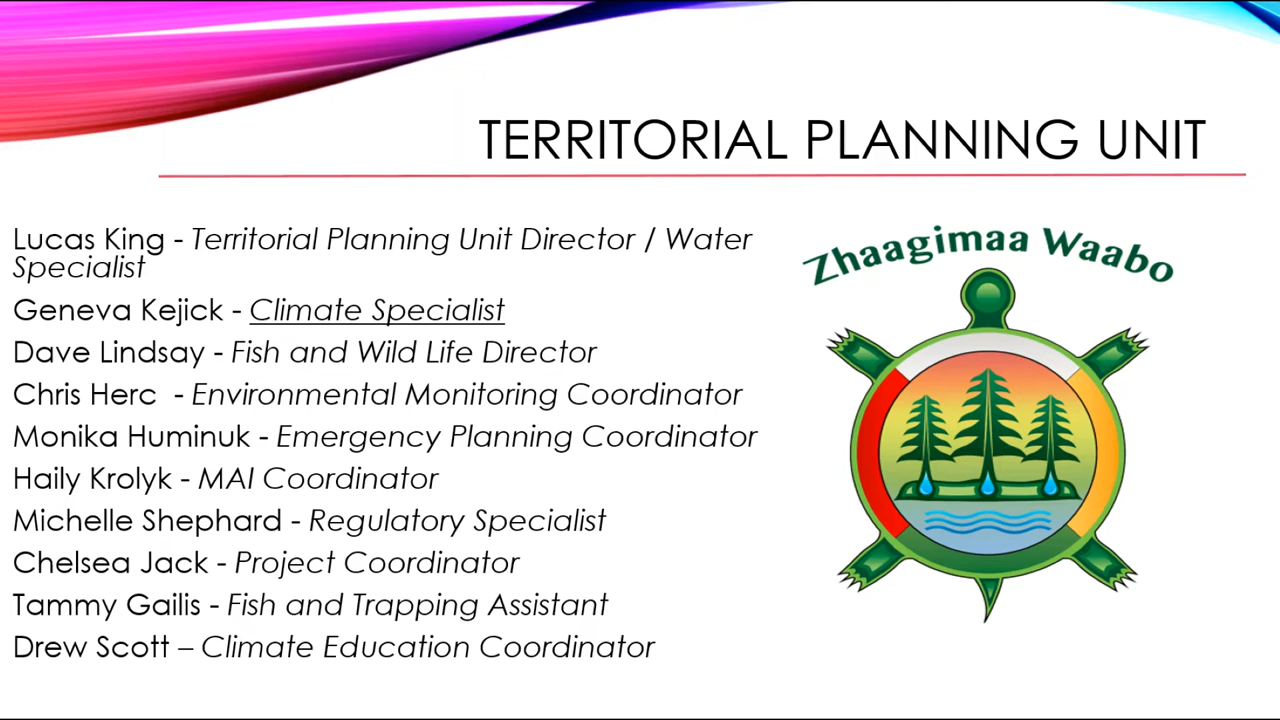 TERRITORIAL PLANNING UNIT
Lucas King - Territorial Planning Unit Director / Water
Specialist
Geneva Kejick - Climate Specialist
Dave Lindsay - Fish and Wild Life Director
Chris Herc - Environmental Monitoring Coordinator
Monika Huminuk - Emergency Planning Coordinator
Haily Krolyk - MAI Coordinator
Michelle Shephard - Regulatory Specialist
Chelsea Jack - Project Coordinator
Tammy Gailis - Fish and Trapping Assistant
Drew Scott – Climate Education Coordinator
Zhaagimaa Waabo